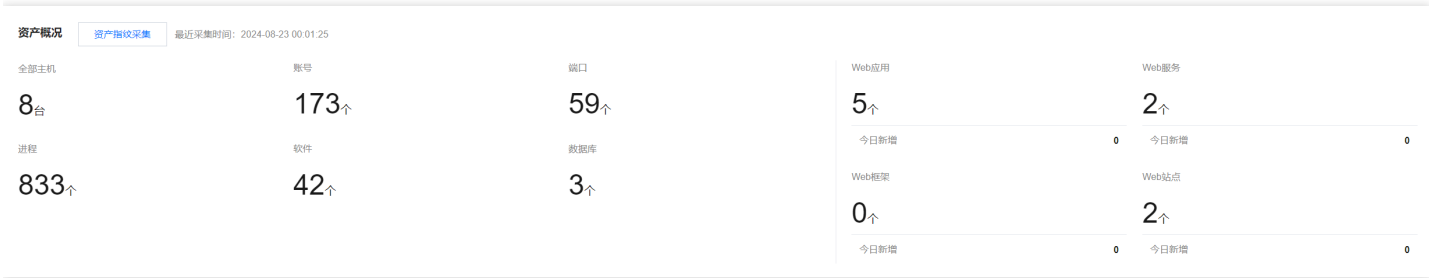 资产概况 资产指纹采集 最近采集时间：2024-08-23 00:01:25
全部主机 账号 端口
8台 173个 59个
进程 软件 数据库
833个 42个 3个
Web应用 Web服务
5个 2个
今日新增 0 今日新增 0
Web框架 Web站点
0个 2个
今日新增 0 今日新增 0